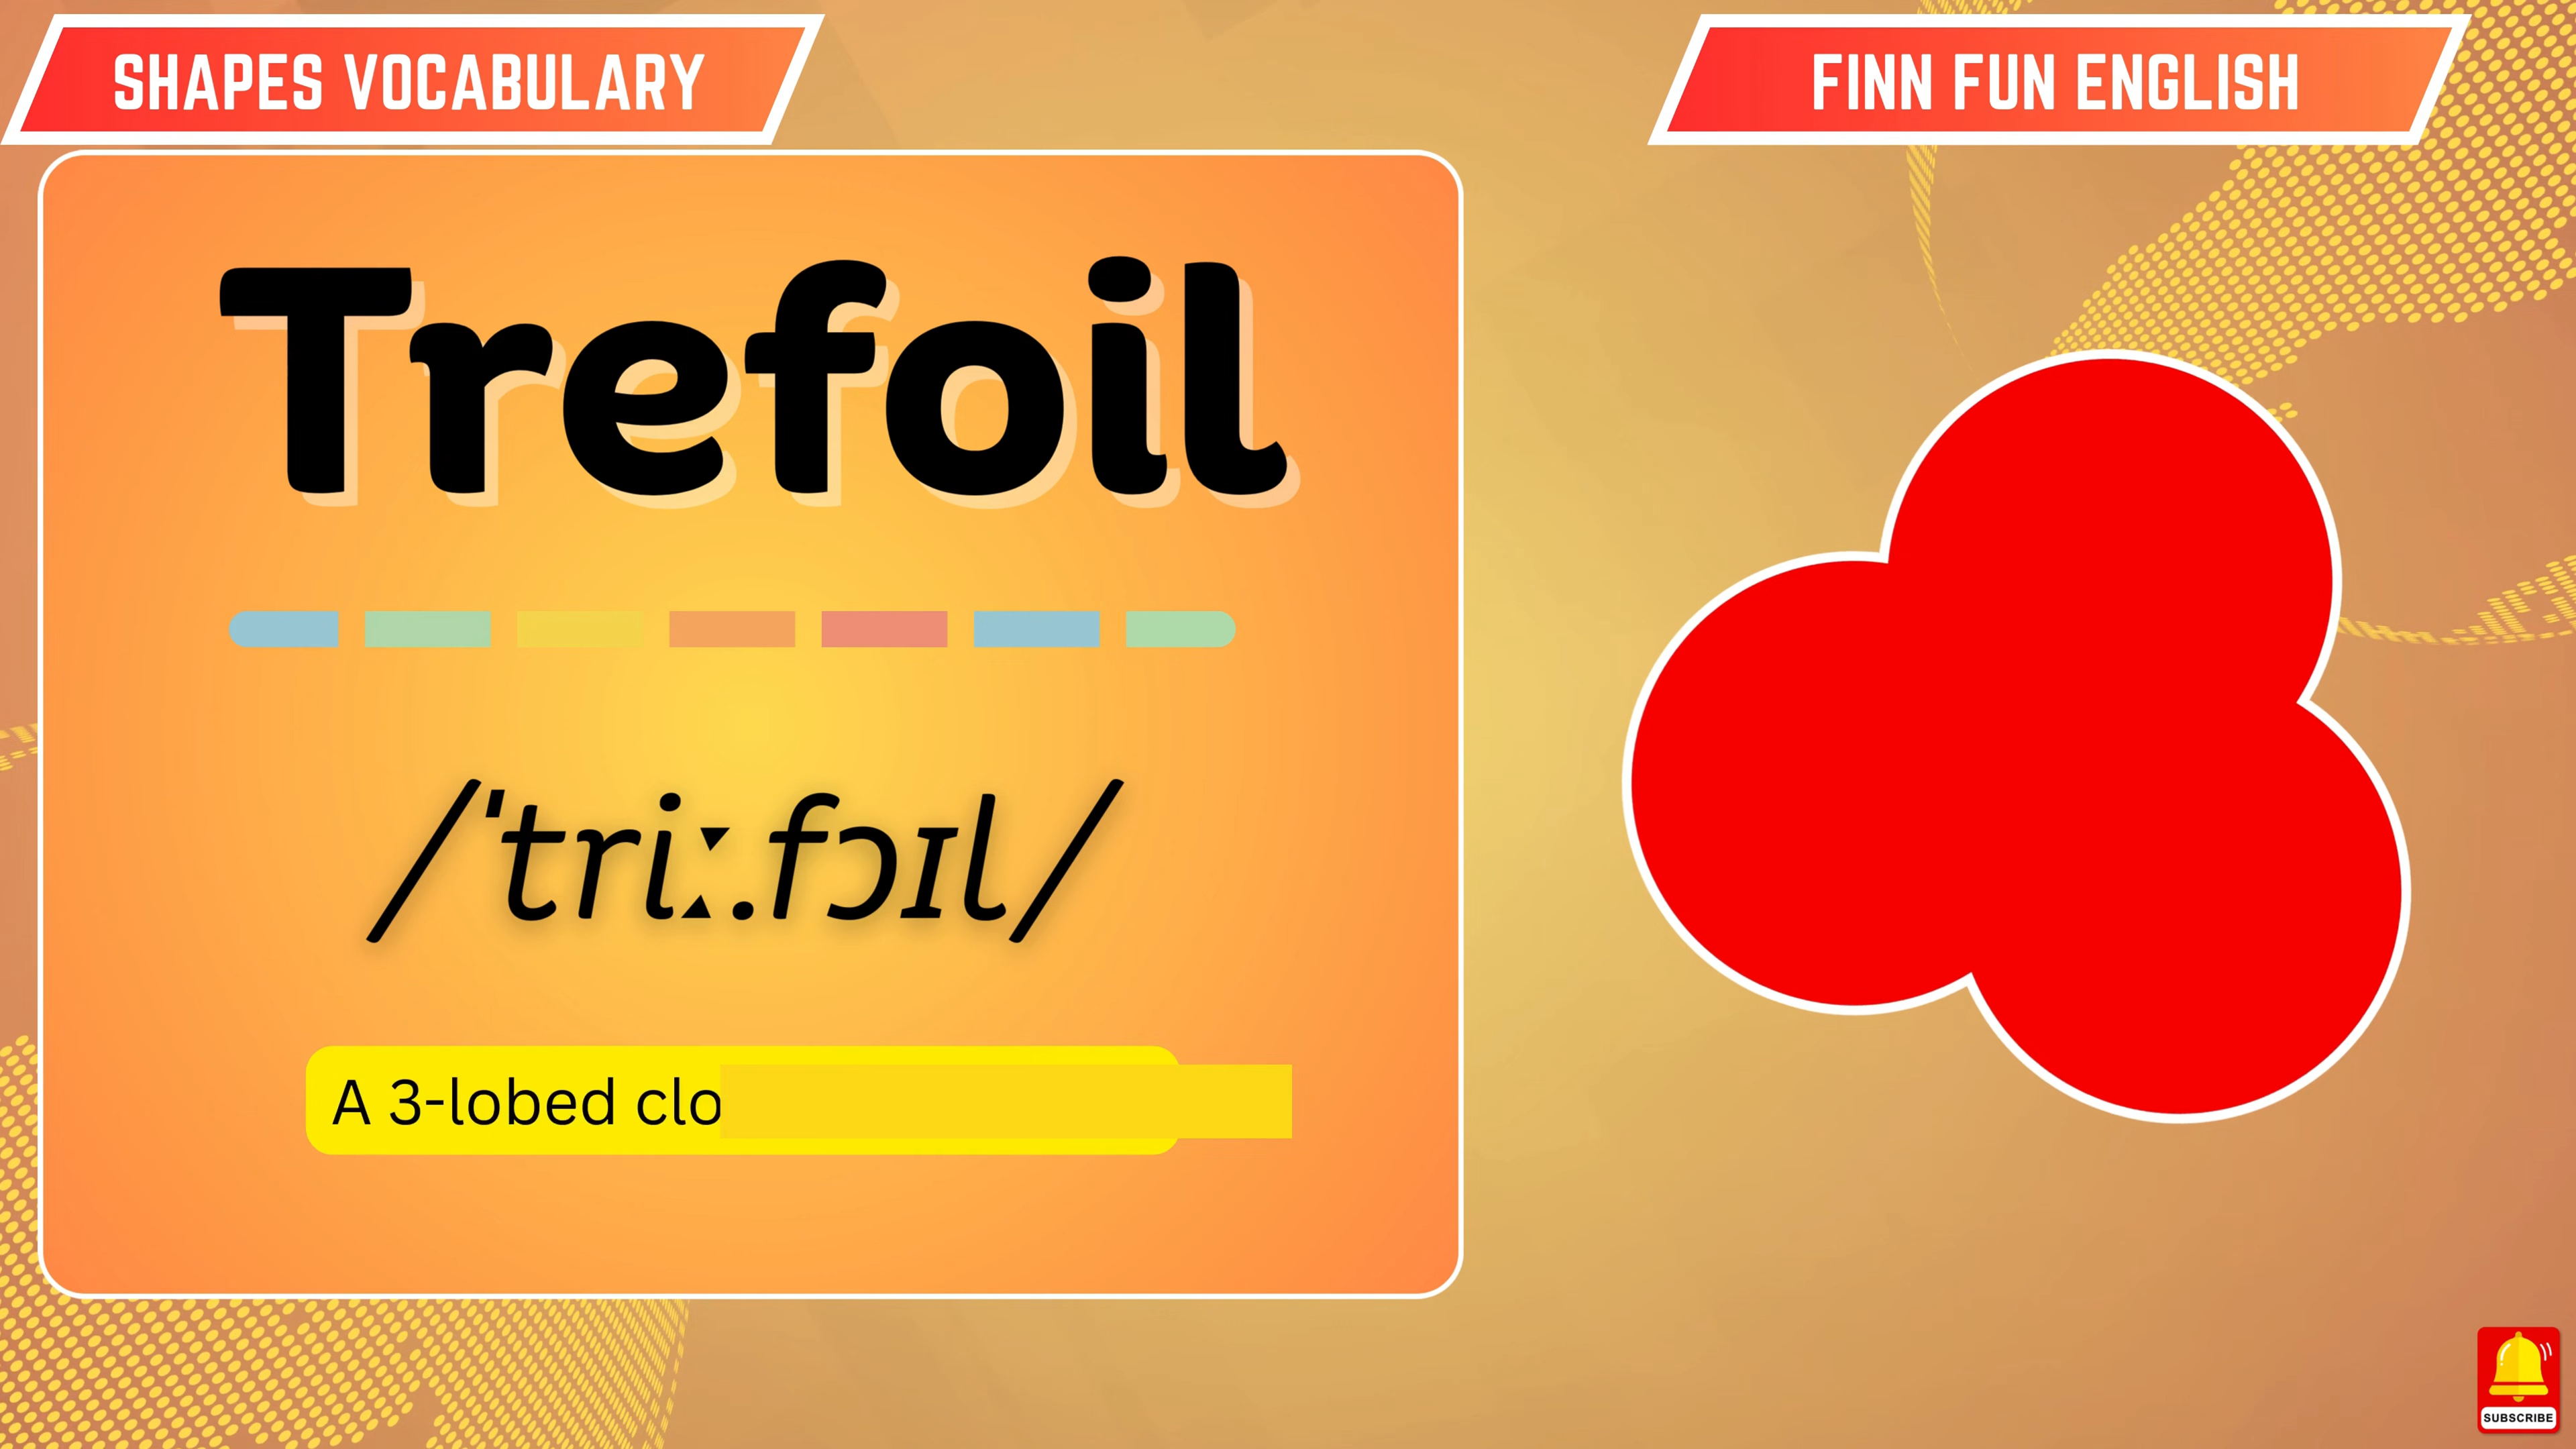 SHAPES VOCABULARY
FINN FUN ENGLISH
Trefoil
/ˈtriː.fɔɪl/
A 3-lobed clo
SUBSCRIBE